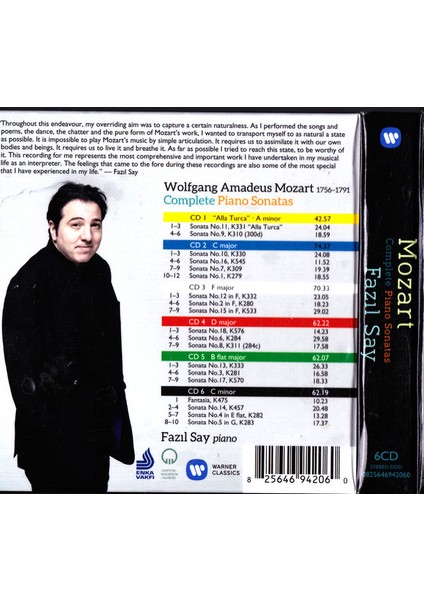 "Throughout this endeavour, my overriding aim was to capture a certain naturalness. As I performed the songs and
poems, the dance, the chatter and the pure form of Mozart's work, I wanted to transport myself to as natural a state
as possible. It is impossible to play Mozart's music by simple articulation. It requires us to assimilate it with our own
bodies and beings. It requires us to live it and breathe it. As far as possible I tried to reach this state, to be worthy of
it. This recording for me represents the most comprehensive and important work I have undertaken in my musical
life as an interpreter. The feelings that came to the fore during these recordings are also some of the most special
that I have experienced in my life." — Fazıl Say
Wolfgang Amadeus Mozart 1756–1791
Complete Piano Sonatas
CD 1 "Alla Turca" · A minor 42.57
1–3 Sonata No.11, K331 "Alla Turca" 24.04
4–6 Sonata No.9, K310 (300d) 18.59
CD 2 C major 74.37
1–3 Sonata No.10, K330 24.08
4–6 Sonata No.16, K545 11.52
7–9 Sonata No.7, K309 19.39
10–12 Sonata No.1, K279 18.55
CD 3 F major 70.33
1–3 Sonata No.12 in F, K332 23.05
4–6 Sonata No.2 in F, K280 18.23
7–9 Sonata No.15 in F, K533 29.02
CD 4 D major 62.22
1–3 Sonata No.18, K576 14.23
4–6 Sonata No.6, K284 29.58
7–9 Sonata No.8, K311 (284c) 17.58
CD 5 B flat major 62.07
1–3 Sonata No.13, K333 26.33
4–6 Sonata No.3, K281 16.58
7–9 Sonata No.17, K570 18.33
CD 6 C minor 62.19
1 Fantasia, K475 10.23
2–4 Sonata No.14, K457 20.48
5–7 Sonata No.4 in E flat, K282 13.28
8–10 Sonata No.5 in G, K283 17.37
Fazıl Say piano
ENKA
VAKFI
WARNER
CLASSICS
8 25646 94206 0
Mozart
Complete Piano Sonatas
Fazıl Say
6CD
STEREO DDD
0825646942060